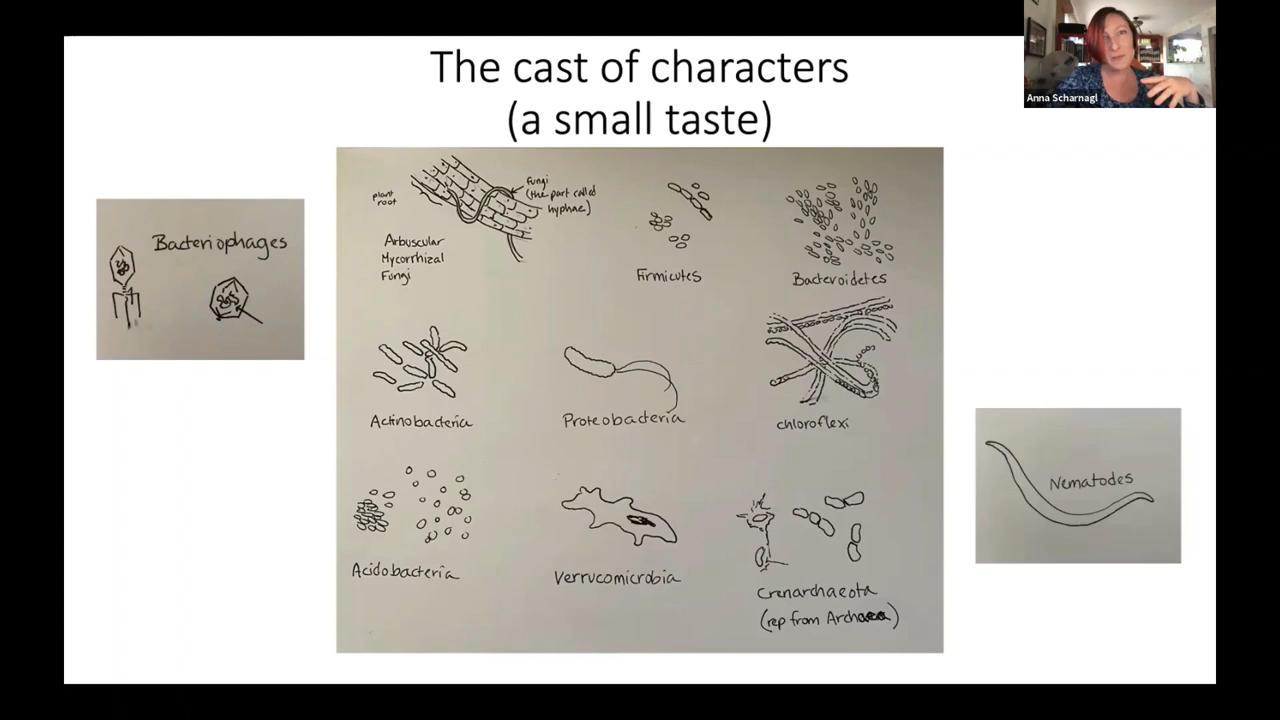 The cast of characters
(a small taste)
Anna Scharnagl
Bacteriophages
plant
root
Fungi
(the part called
hyphae)
Arbuscular
Mycorrhizal
Fungi
Firmicutes
Bacteroidetes
Actinobacteria
Proteobacteria
chloroflexi
Nematodes
Acidobacteria
Verrucomicrobia
Crenarchaeota
(rep from Archaea)